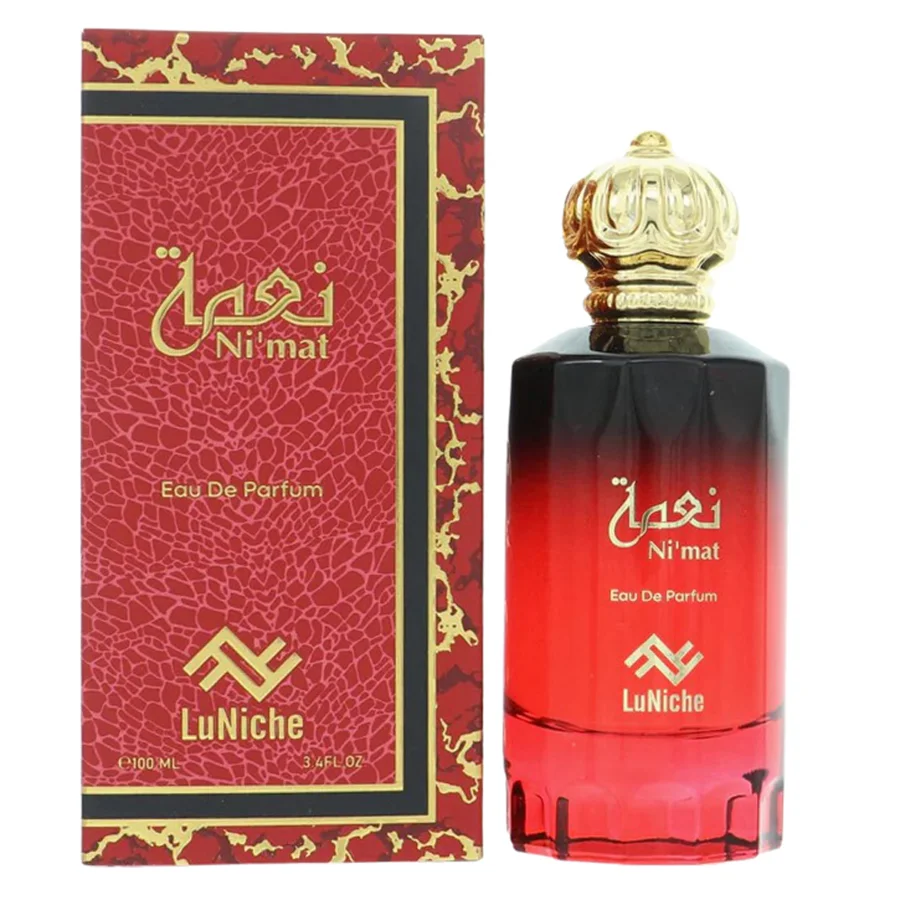 نعمة
Ni'mat
Eau De Parfum
LuNiche
℮100 ML
3.4FL.OZ
نعمة
Ni'mat
Eau De Parfum
LuNiche